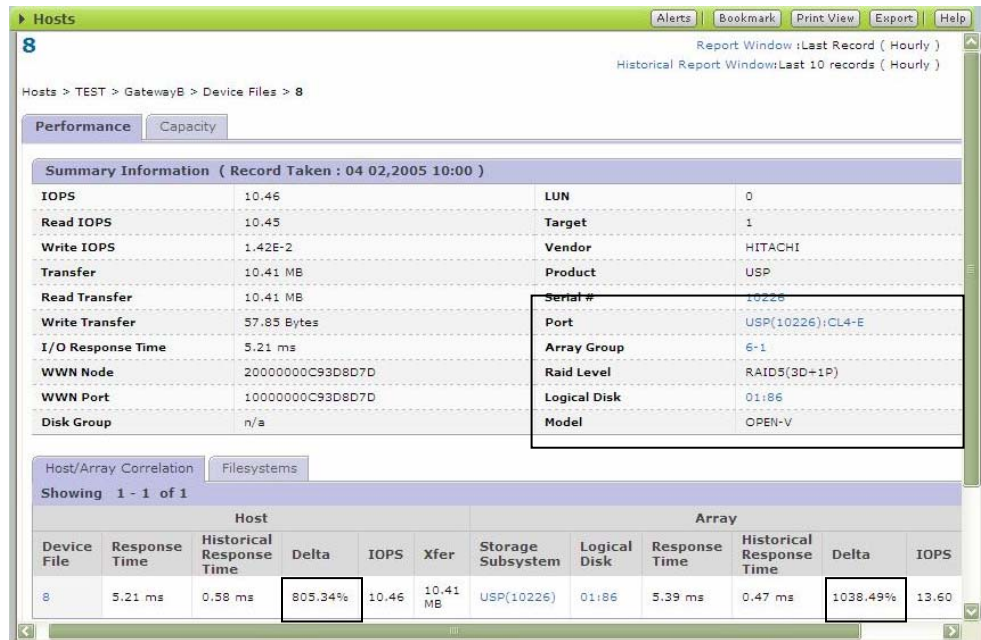 Hosts Alerts Bookmark Print View Export Help
8
Report Window :Last Record ( Hourly )
Historical Report Window:Last 10 records ( Hourly )
Hosts > TEST > GatewayB > Device Files > 8
Performance Capacity
Summary Information ( Record Taken : 04 02,2005 10:00 )
IOPS 10.46 LUN 0
Read IOPS 10.45 Target 1
Write IOPS 1.42E-2 Vendor HITACHI
Transfer 10.41 MB Product USP
Read Transfer 10.41 MB Serial # 10226
Write Transfer 57.85 Bytes Port USP(10226):CL4-E
I/O Response Time 5.21 ms Array Group 6-1
WWN Node 20000000C93D8D7D Raid Level RAID5(3D+1P)
WWN Port 10000000C93D8D7D Logical Disk 01:86
Disk Group n/a Model OPEN-V
Host/Array Correlation Filesystems
Showing 1 - 1 of 1
Host Array
Device File Response Time Historical Response Time Delta IOPS Xfer Storage Subsystem Logical Disk Response Time Historical Response Time Delta IOPS
8 5.21 ms 0.58 ms 805.34% 10.46 10.41 MB USP(10226) 01:86 5.39 ms 0.47 ms 1038.49% 13.60